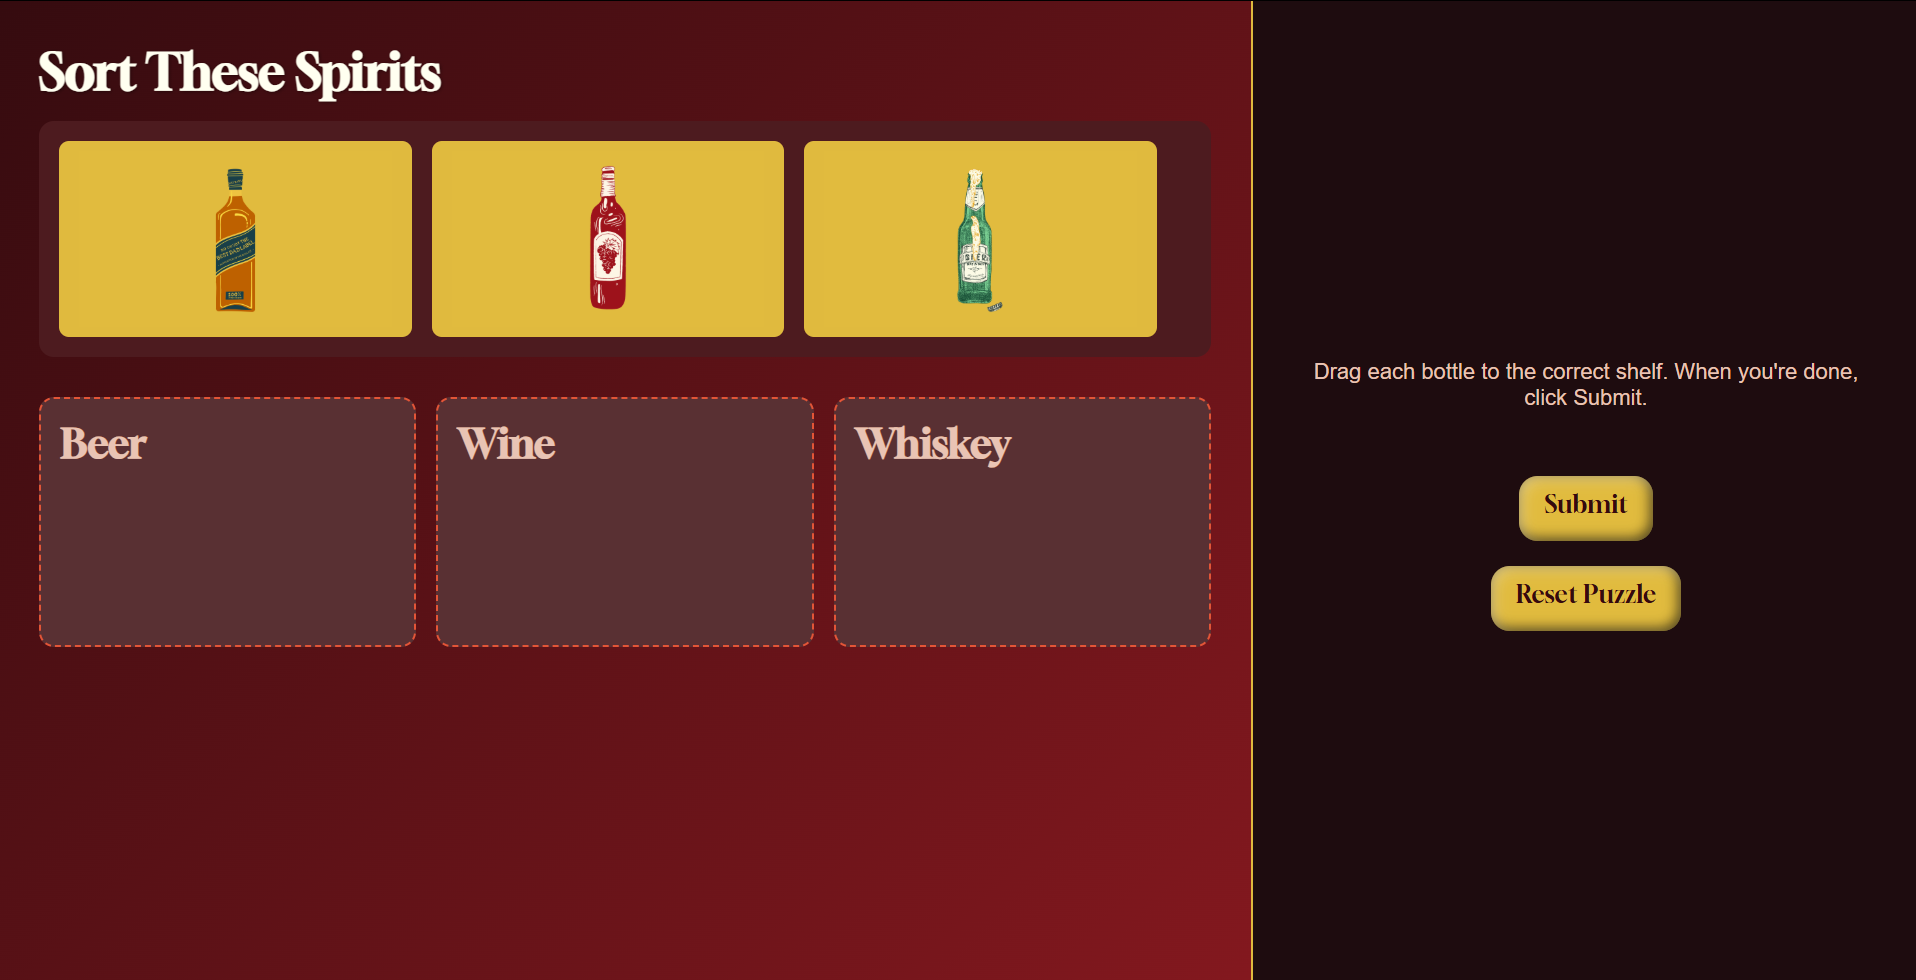 Sort These Spirits
BEER
Beer
Wine
Whiskey
Drag each bottle to the correct shelf. When you're done,
click Submit.
Submit
Reset Puzzle